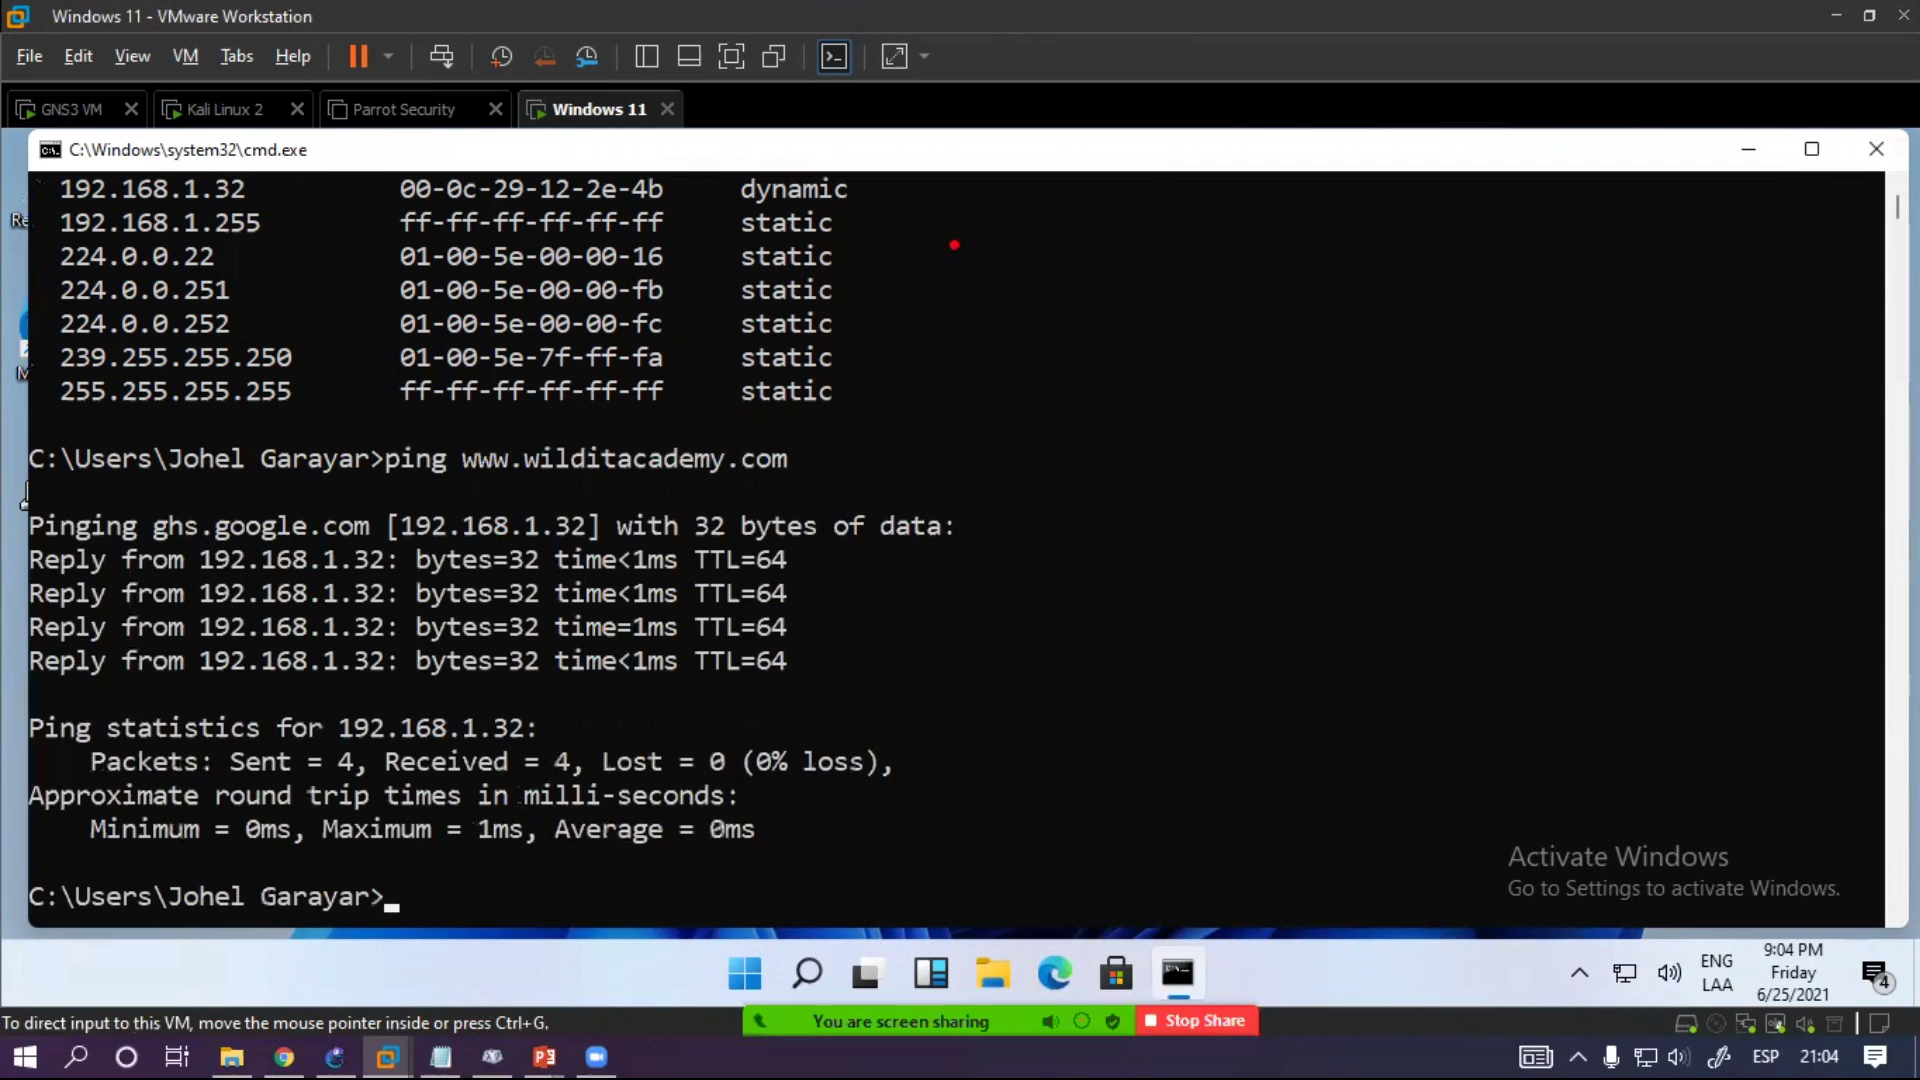 Windows 11 - VMware Workstation
File Edit View VM Tabs Help
GNS3 VM Kali Linux 2 Parrot Security Windows 11
C:\Windows\system32\cmd.exe
192.168.1.32 00-0c-29-12-2e-4b dynamic
192.168.1.255 ff-ff-ff-ff-ff-ff static
224.0.0.22 01-00-5e-00-00-16 static
224.0.0.251 01-00-5e-00-00-fb static
224.0.0.252 01-00-5e-00-00-fc static
239.255.255.250 01-00-5e-7f-ff-fa static
255.255.255.255 ff-ff-ff-ff-ff-ff static
C:\Users\Johel Garayar>ping www.wilditacademy.com
Pinging ghs.google.com [192.168.1.32] with 32 bytes of data:
Reply from 192.168.1.32: bytes=32 time<1ms TTL=64
Reply from 192.168.1.32: bytes=32 time<1ms TTL=64
Reply from 192.168.1.32: bytes=32 time=1ms TTL=64
Reply from 192.168.1.32: bytes=32 time<1ms TTL=64
Ping statistics for 192.168.1.32:
Packets: Sent = 4, Received = 4, Lost = 0 (0% loss),
Approximate round trip times in milli-seconds:
Minimum = 0ms, Maximum = 1ms, Average = 0ms
C:\Users\Johel Garayar>
Activate Windows
Go to Settings to activate Windows.
ENG
LAA
9:04 PM
Friday
6/25/2021
4
To direct input to this VM, move the mouse pointer inside or press Ctrl+G.
You are screen sharing Stop Share
ESP 21:04